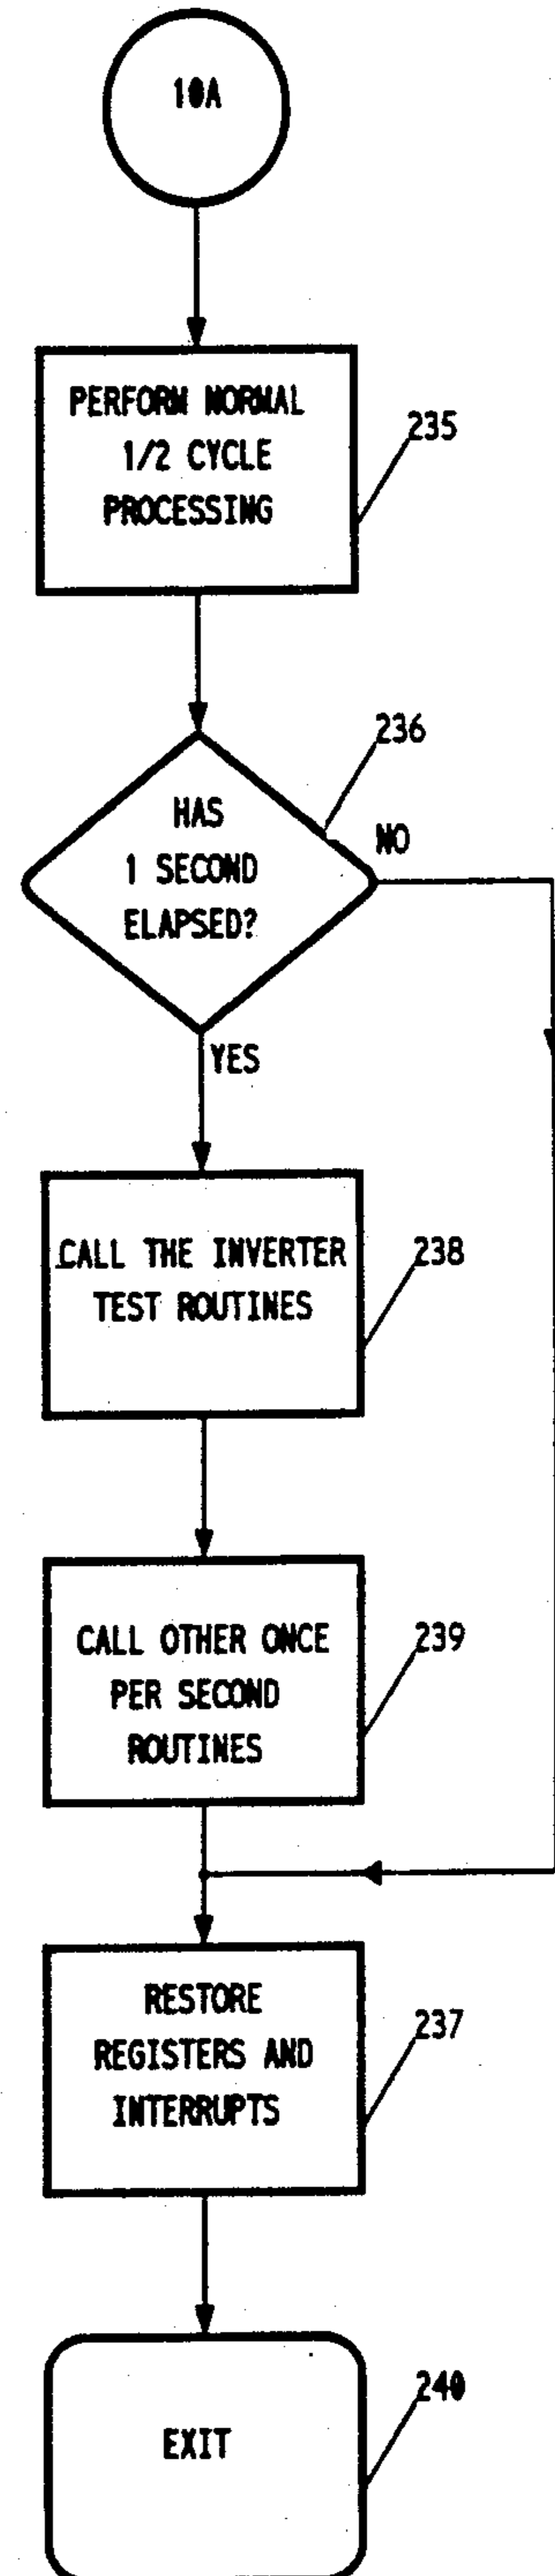 10A
PERFORM NORMAL
1/2 CYCLE
PROCESSING
235
236
HAS
1 SECOND
ELAPSED?
NO
YES
CALL THE INVERTER
TEST ROUTINES
238
CALL OTHER ONCE
PER SECOND
ROUTINES
239
RESTORE
REGISTERS AND
INTERRUPTS
237
EXIT
240